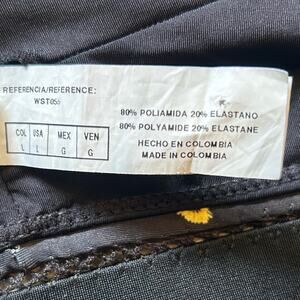 REFERENCIA/REFERENCE:
WST055
COL USA MEX VEN
L L G G
80% POLIAMIDA 20% ELASTANO
80% POLYAMIDE 20% ELASTANE
HECHO EN COLOMBIA
MADE IN COLOMBIA